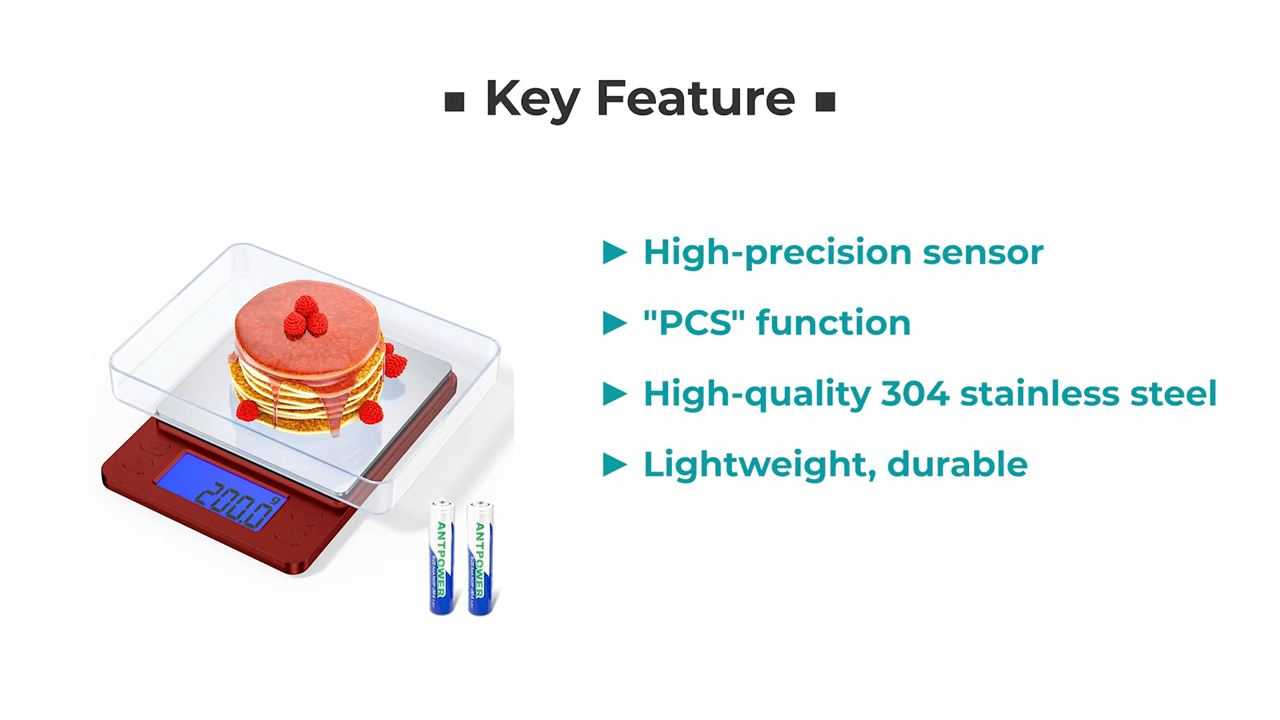 ▪ Key Feature ▪
► High-precision sensor
► "PCS" function
► High-quality 304 stainless steel
► Lightweight, durable
200.0g
ANTPOWER
ANTPOWER